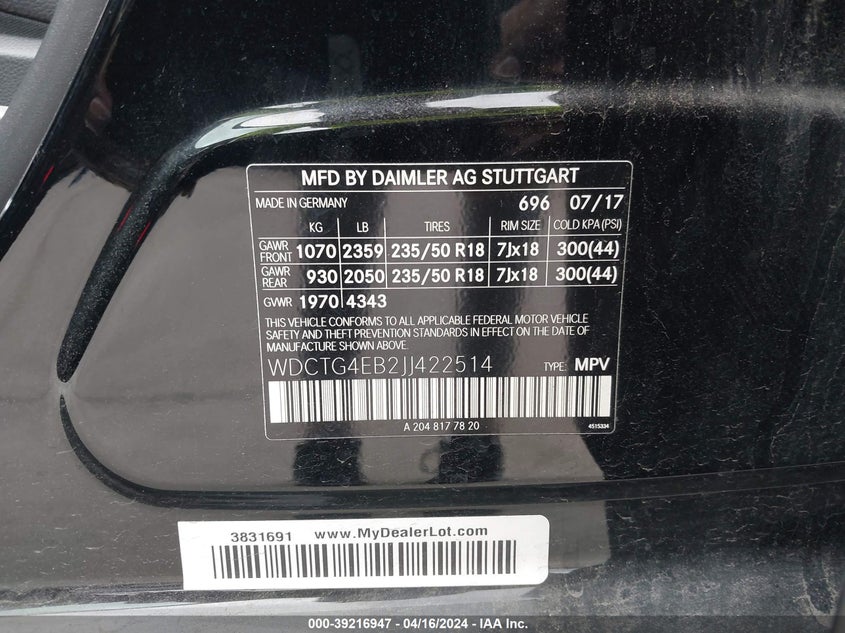 MFD BY DAIMLER AG STUTTGART
MADE IN GERMANY 696 07/17
KG LB TIRES RIM SIZE COLD KPA (PSI)
GAWR FRONT 1070 2359 235/50 R18 7Jx18 300(44)
GAWR REAR 930 2050 235/50 R18 7Jx18 300(44)
GVWR 1970 4343
THIS VEHICLE CONFORMS TO ALL APPLICABLE FEDERAL MOTOR VEHICLE
SAFETY AND THEFT PREVENTION STANDARDS IN EFFECT ON THE DATE OF
MANUFACTURE SHOWN ABOVE.
WDCTG4EB2JJ422514 TYPE: MPV
A 204 817 78 20 4515334
3831691 www.MyDealerLot.com
000-39216947 - 04/16/2024 - IAA Inc.